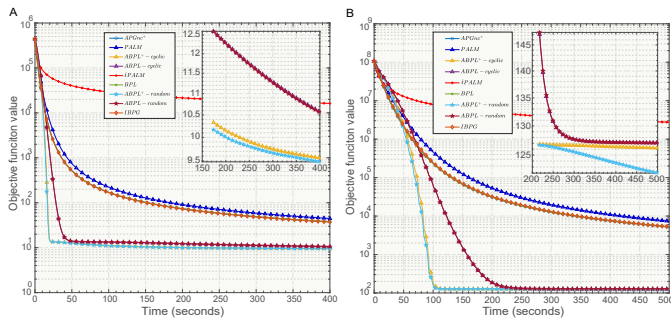 A
Objective function value
10^6
10^5
10^4
10^3
10^2
10^1
10^0
0 50 100 150 200 250 300 350 400
Time (seconds)
APGnc^+
PALM
ABPL^+ - cyclic
ABPL - cyclic
iPALM
BPL
ABPL^+ - random
ABPL - random
IBPG
12.5
12
11.5
11
10.5
10
9.5
150 200 250 300 350 400
B
Objective function value
10^9
10^8
10^7
10^6
10^5
10^4
10^3
10^2
0 50 100 150 200 250 300 350 400 450 500
Time (seconds)
APGnc^+
PALM
ABPL^+ - cyclic
ABPL - cyclic
iPALM
BPL
ABPL^+ - random
ABPL - random
IBPG
145
140
135
130
125
200 250 300 350 400 450 500